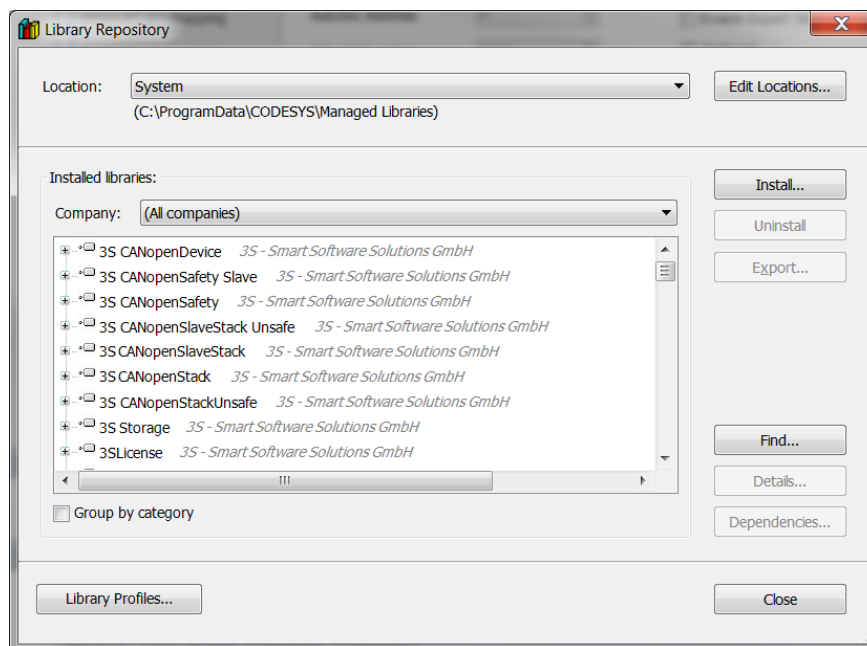 Library Repository
Location: System Edit Locations...
(C:\ProgramData\CODESYS\Managed Libraries)
Installed libraries:
Install...
Company: (All companies)
Uninstall
3S CANopenDevice 3S - Smart Software Solutions GmbH
Export...
3S CANopenSafety Slave 3S - Smart Software Solutions GmbH
3S CANopenSafety 3S - Smart Software Solutions GmbH
3S CANopenSlaveStack Unsafe 3S - Smart Software Solutions GmbH
3S CANopenSlaveStack 3S - Smart Software Solutions GmbH
3S CANopenStack 3S - Smart Software Solutions GmbH
3S CANopenStackUnsafe 3S - Smart Software Solutions GmbH
3S Storage 3S - Smart Software Solutions GmbH
Find...
3SLicense 3S - Smart Software Solutions GmbH
Details...
Group by category
Dependencies...
Library Profiles... Close